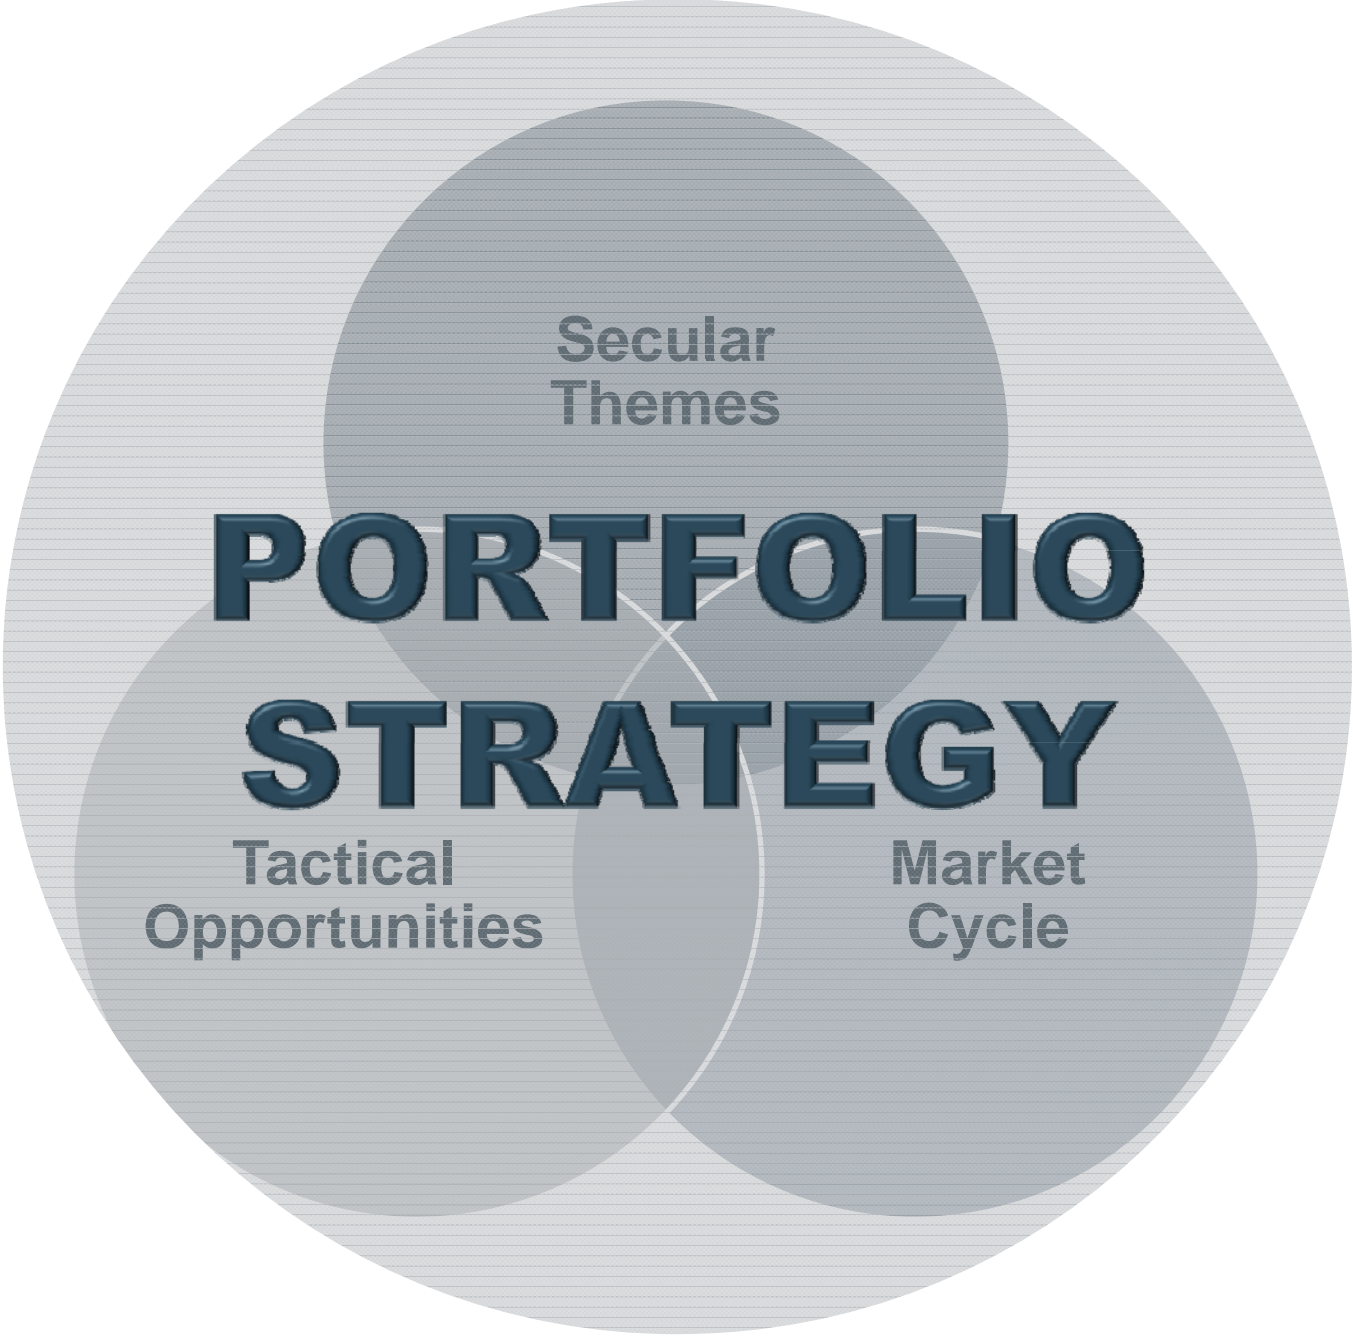 Secular
Themes
PORTFOLIO
STRATEGY
Tactical
Opportunities
Market
Cycle